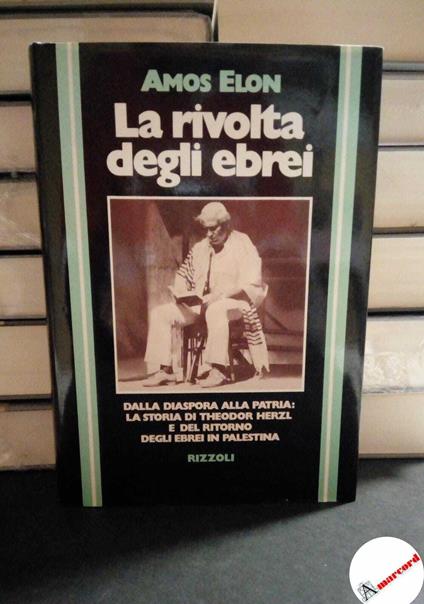 AMOS ELON
La rivolta
degli ebrei
DALLA DIASPORA ALLA PATRIA:
LA STORIA DI THEODOR HERZL
E DEL RITORNO
DEGLI EBREI IN PALESTINA
RIZZOLI
Amarcord